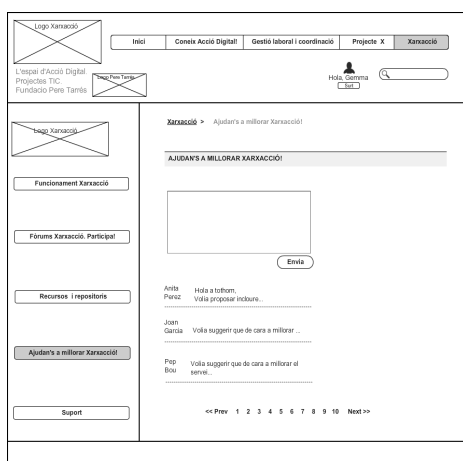 Logo Xarxacció
Inici
Coneix Acció Digital!
Gestió laboral i coordinació
Projecte X
Xarxacció
L'espai d'Acció Digital.
Projectes TIC.
Fundacio Pere Tarrés
Logo Pere Tarrés
Hola, Gemma
Surt
Logo Xarxacció
Xarxacció > Ajudan's a millorar Xarxacció!
AJUDAN'S A MILLORAR XARXACCIÓ!
Funcionament Xarxacció
Fòrums Xarxacció. Participa!
Envia
Recursos i repositoris
Anita
Perez
Hola a tothom,
Volia proposar incloure...
Joan
Garcia
Volia suggerir que de cara a millorar ...
Ajudan's a millorar Xarxacció!
Pep
Bou
Volia suggerir que de cara a millorar el
servei...
Suport
<< Prev 1 2 3 4 5 6 7 8 9 10 Next >>